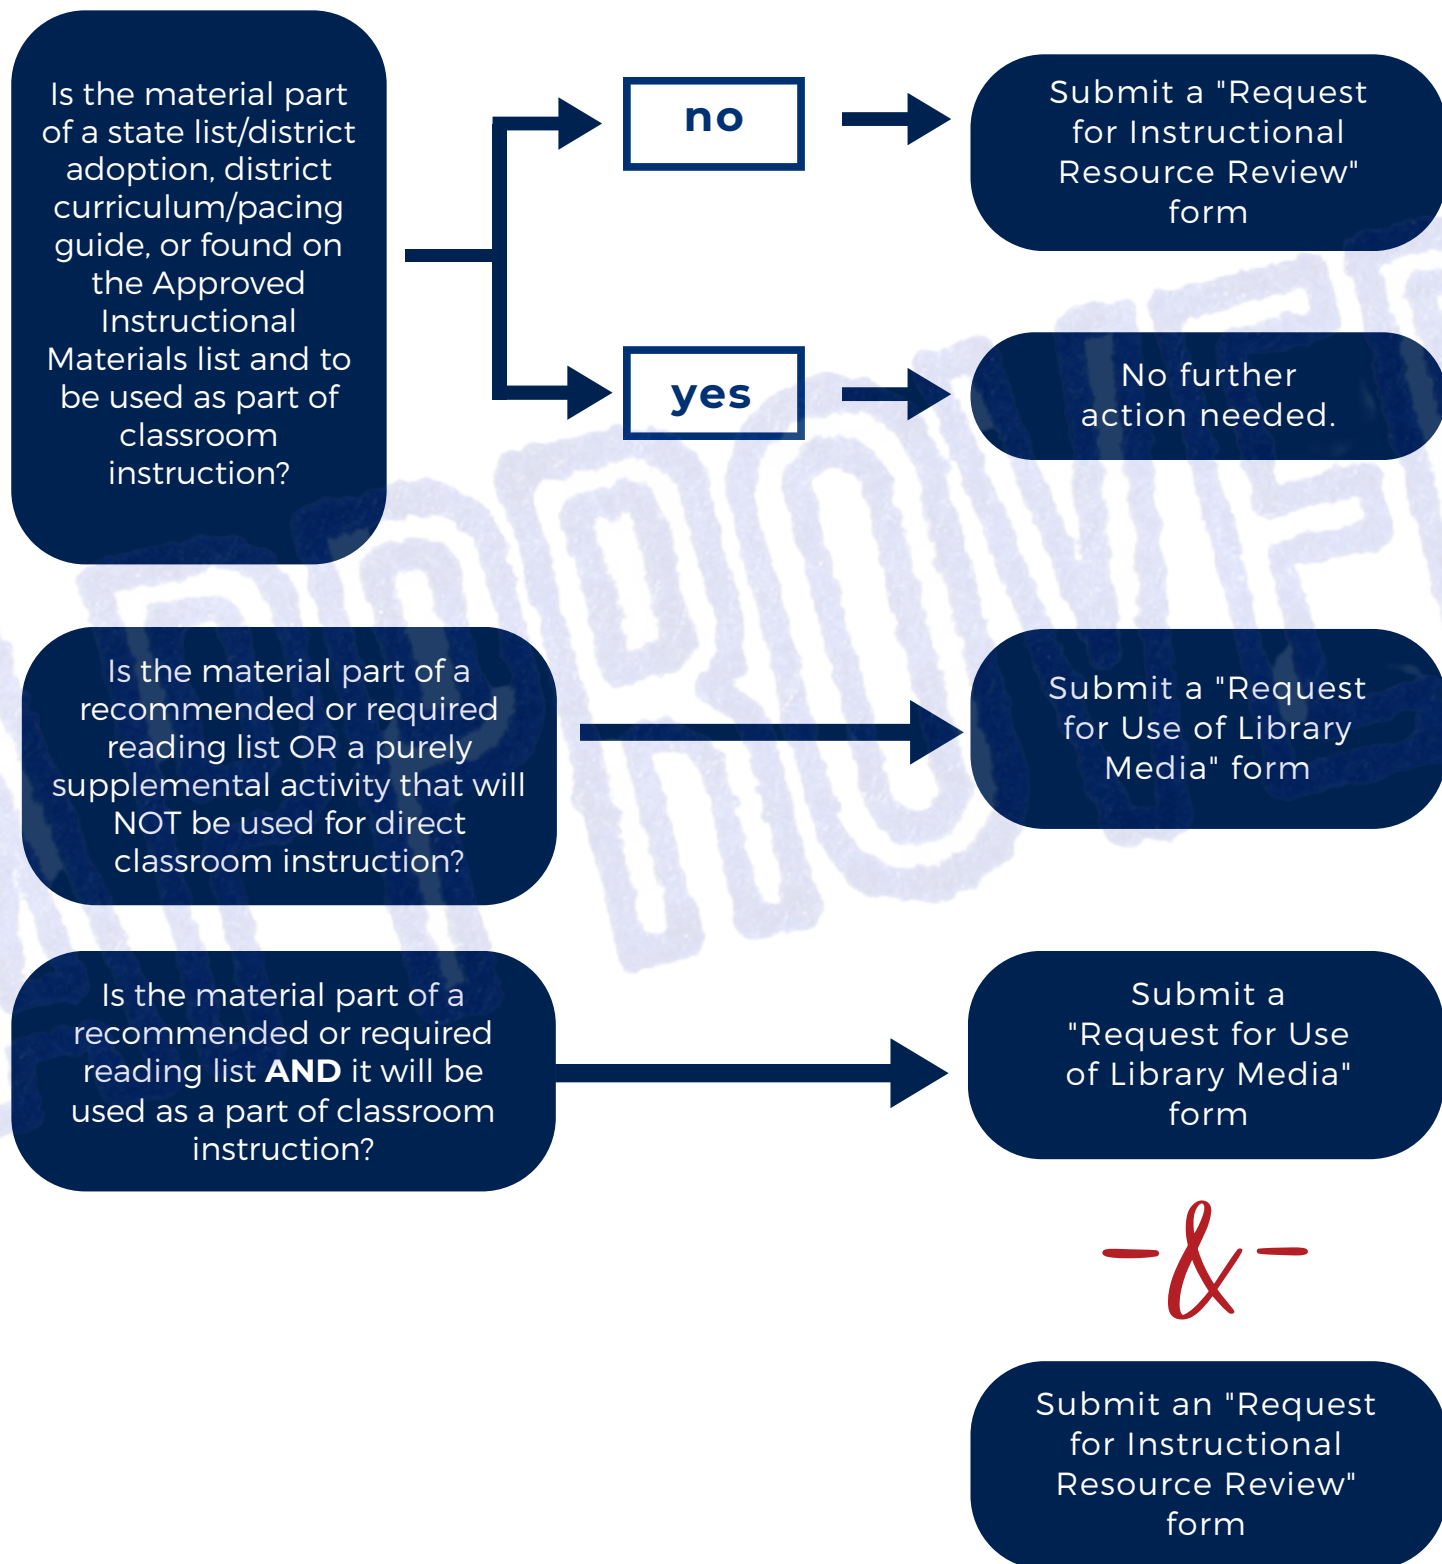 Is the material part
of a state list/district
adoption, district
curriculum/pacing
guide, or found on
the Approved
Instructional
Materials list and to
be used as part of
classroom
instruction?
no
Submit a "Request
for Instructional
Resource Review"
form
yes
No further
action needed.
Is the material part of a
recommended or required
reading list OR a purely
supplemental activity that will
NOT be used for direct
classroom instruction?
Submit a "Request
for Use of Library
Media" form
Is the material part of a
recommended or required
reading list AND it will be
used as a part of classroom
instruction?
Submit a
"Request for Use
of Library Media"
form
-&-
Submit an "Request
for Instructional
Resource Review"
form
APPROVED